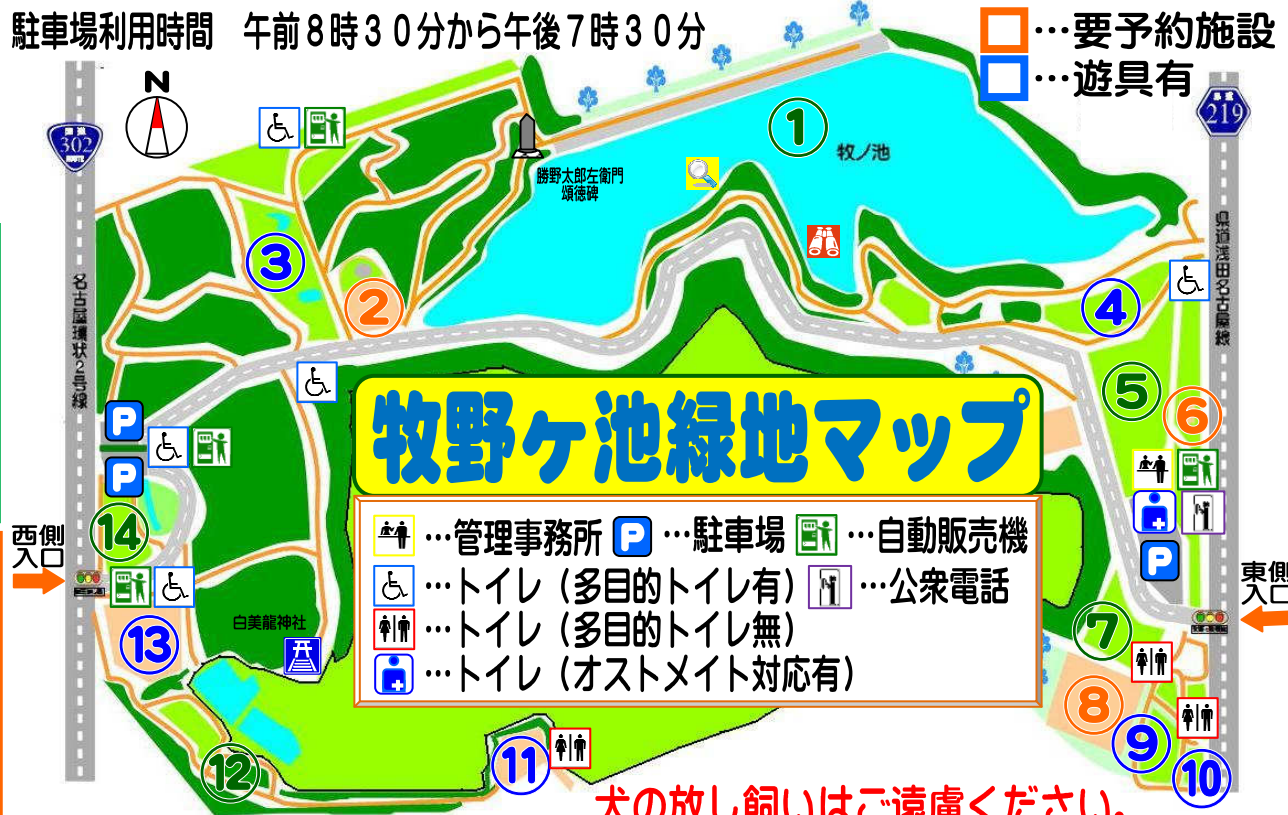 駐車場利用時間　午前８時３０分から午後７時３０分
…要予約施設
…遊具有
N
国道
302
ROUTE
県道
219
①
牧ノ池
勝野太郎左衛門
頌徳碑
③
②
④
名古屋環状２号線
県道浅田名古屋線
⑤
⑥
P
P
牧野ヶ池緑地マップ
…管理事務所 P …駐車場 …自動販売機
…トイレ（多目的トイレ有） …公衆電話
…トイレ（多目的トイレ無）
…トイレ（オストメイト対応有）
⑭
西側
入口
P
東側
入口
⑬
白美龍神社
⑦
⑧
⑨
⑩
⑪
⑫
犬の放し飼いはご遠慮ください。